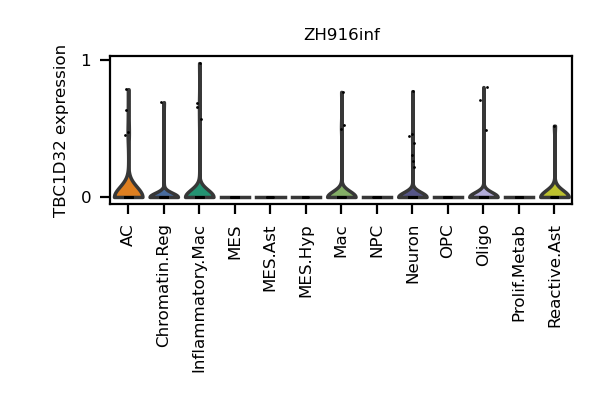 ZH916inf
TBC1D32 expression
1
0
AC
Chromatin.Reg
Inflammatory.Mac
MES
MES.Ast
MES.Hyp
Mac
NPC
Neuron
OPC
Oligo
Prolif.Metab
Reactive.Ast